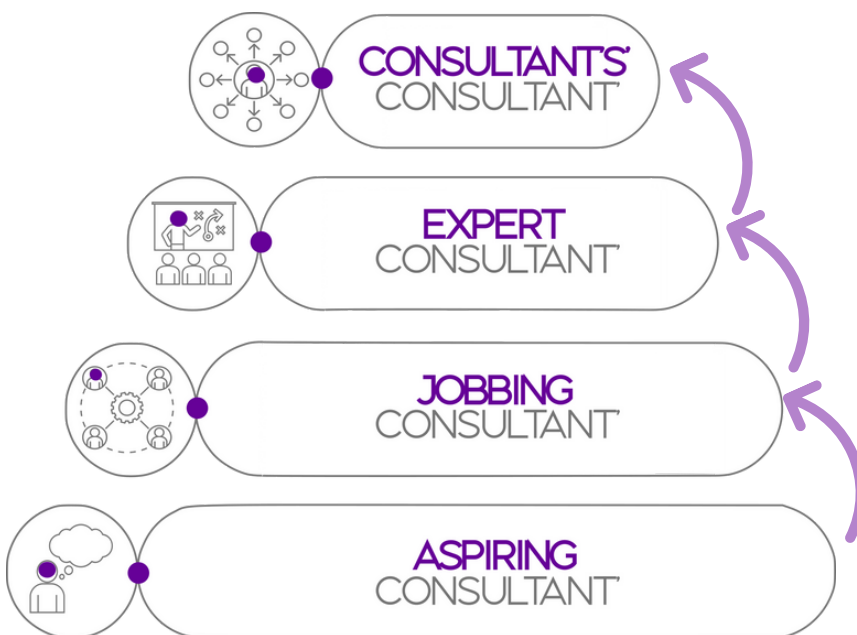 CONSULTANTS'
CONSULTANT'
EXPERT
CONSULTANT'
JOBBING
CONSULTANT'
ASPIRING
CONSULTANT'